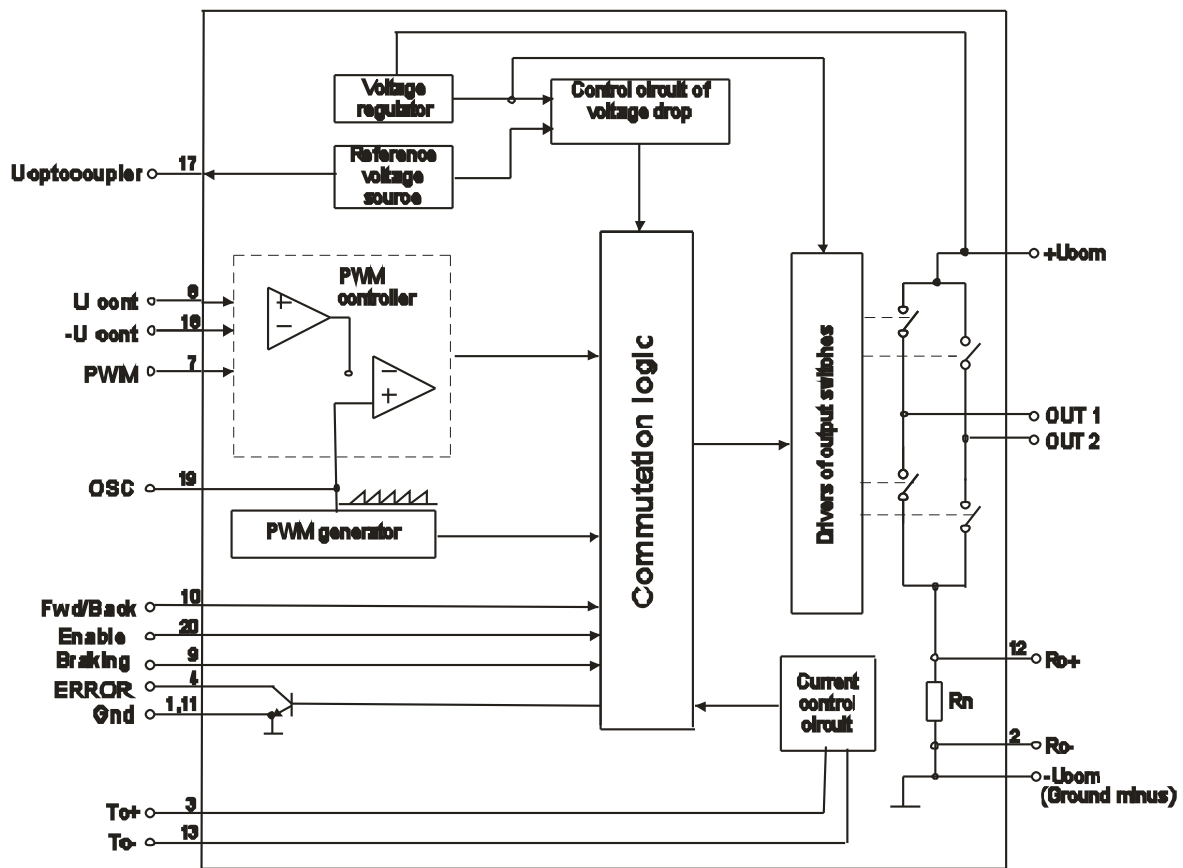 Voltage
regulator
Control circuit of
voltage drop
Reference
voltage
source
U optocoupler
17
+Ucom
PWM
controller
U cont
6
-U cont
16
PWM
7
+
−
−
+
Commutation logic
Drivers of output switches
OUT 1
OUT 2
OSC
19
PWM generator
Fwd/Back
10
Enable
20
Braking
9
ERROR
4
Gnd
1,11
Current
control
circuit
12
Ro+
Rn
2
Ro-
-Ucom
(Ground minus)
To+
3
To-
13